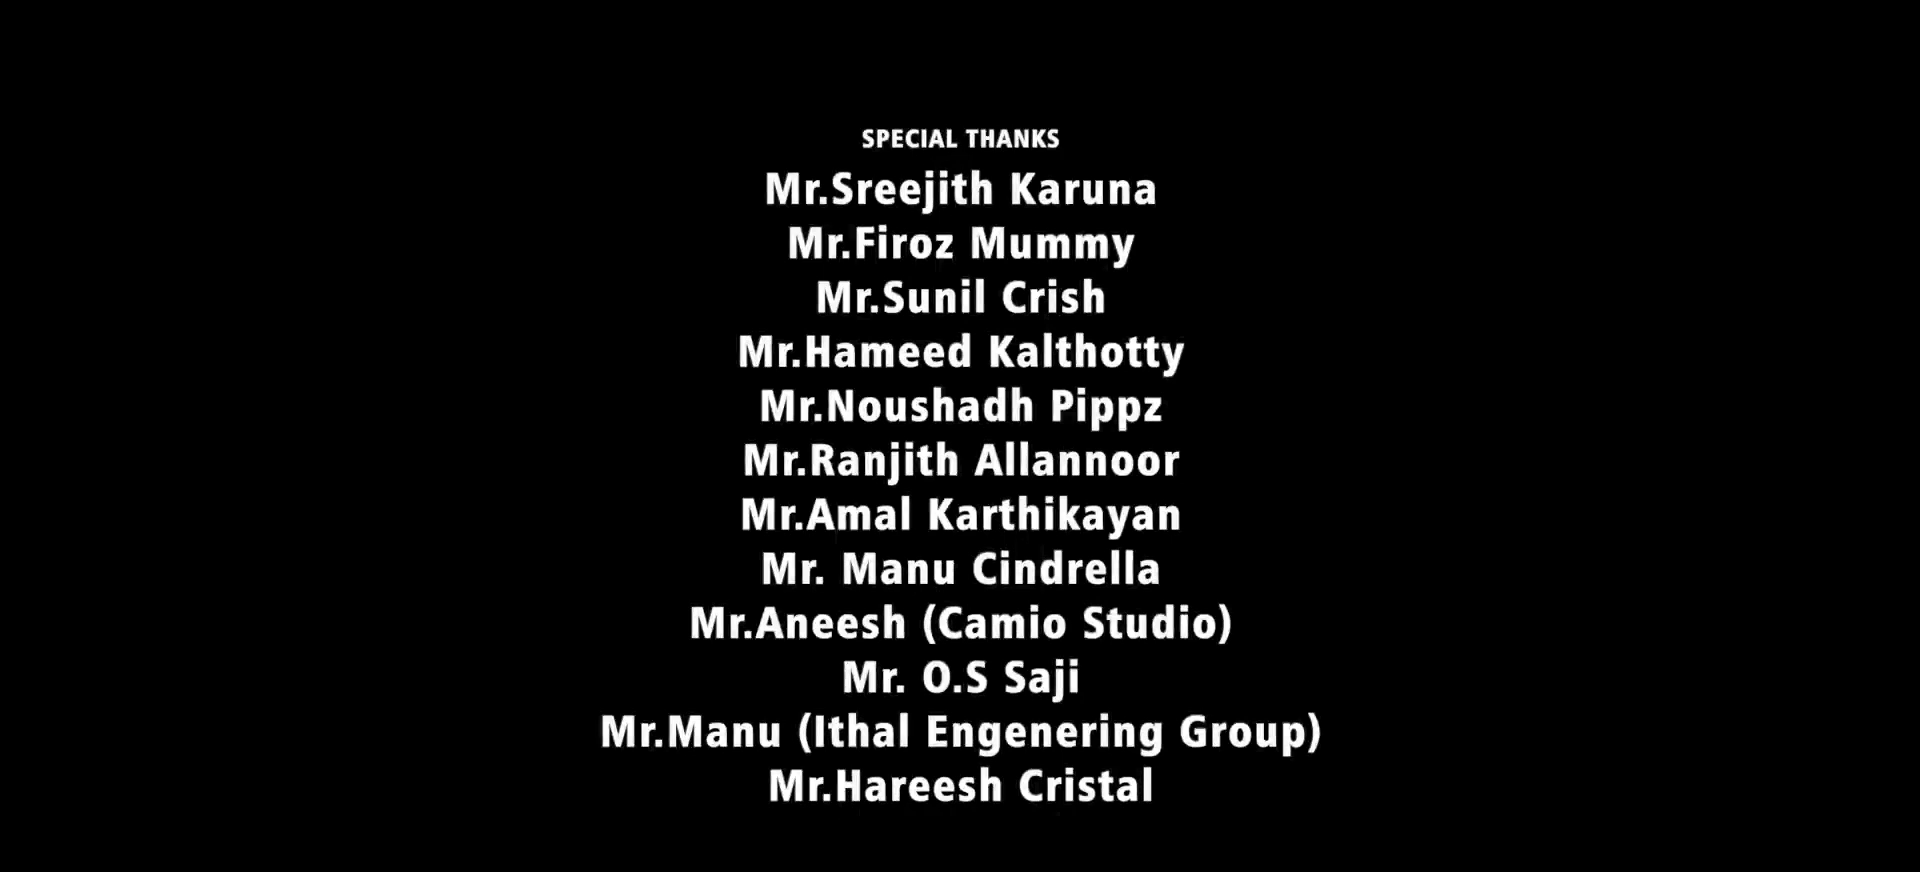 SPECIAL THANKS
Mr.Sreejith Karuna
Mr.Firoz Mummy
Mr.Sunil Crish
Mr.Hameed Kalthotty
Mr.Noushadh Pippz
Mr.Ranjith Allannoor
Mr.Amal Karthikayan
Mr. Manu Cindrella
Mr.Aneesh (Camio Studio)
Mr. O.S Saji
Mr.Manu (Ithal Engenering Group)
Mr.Hareesh Cristal